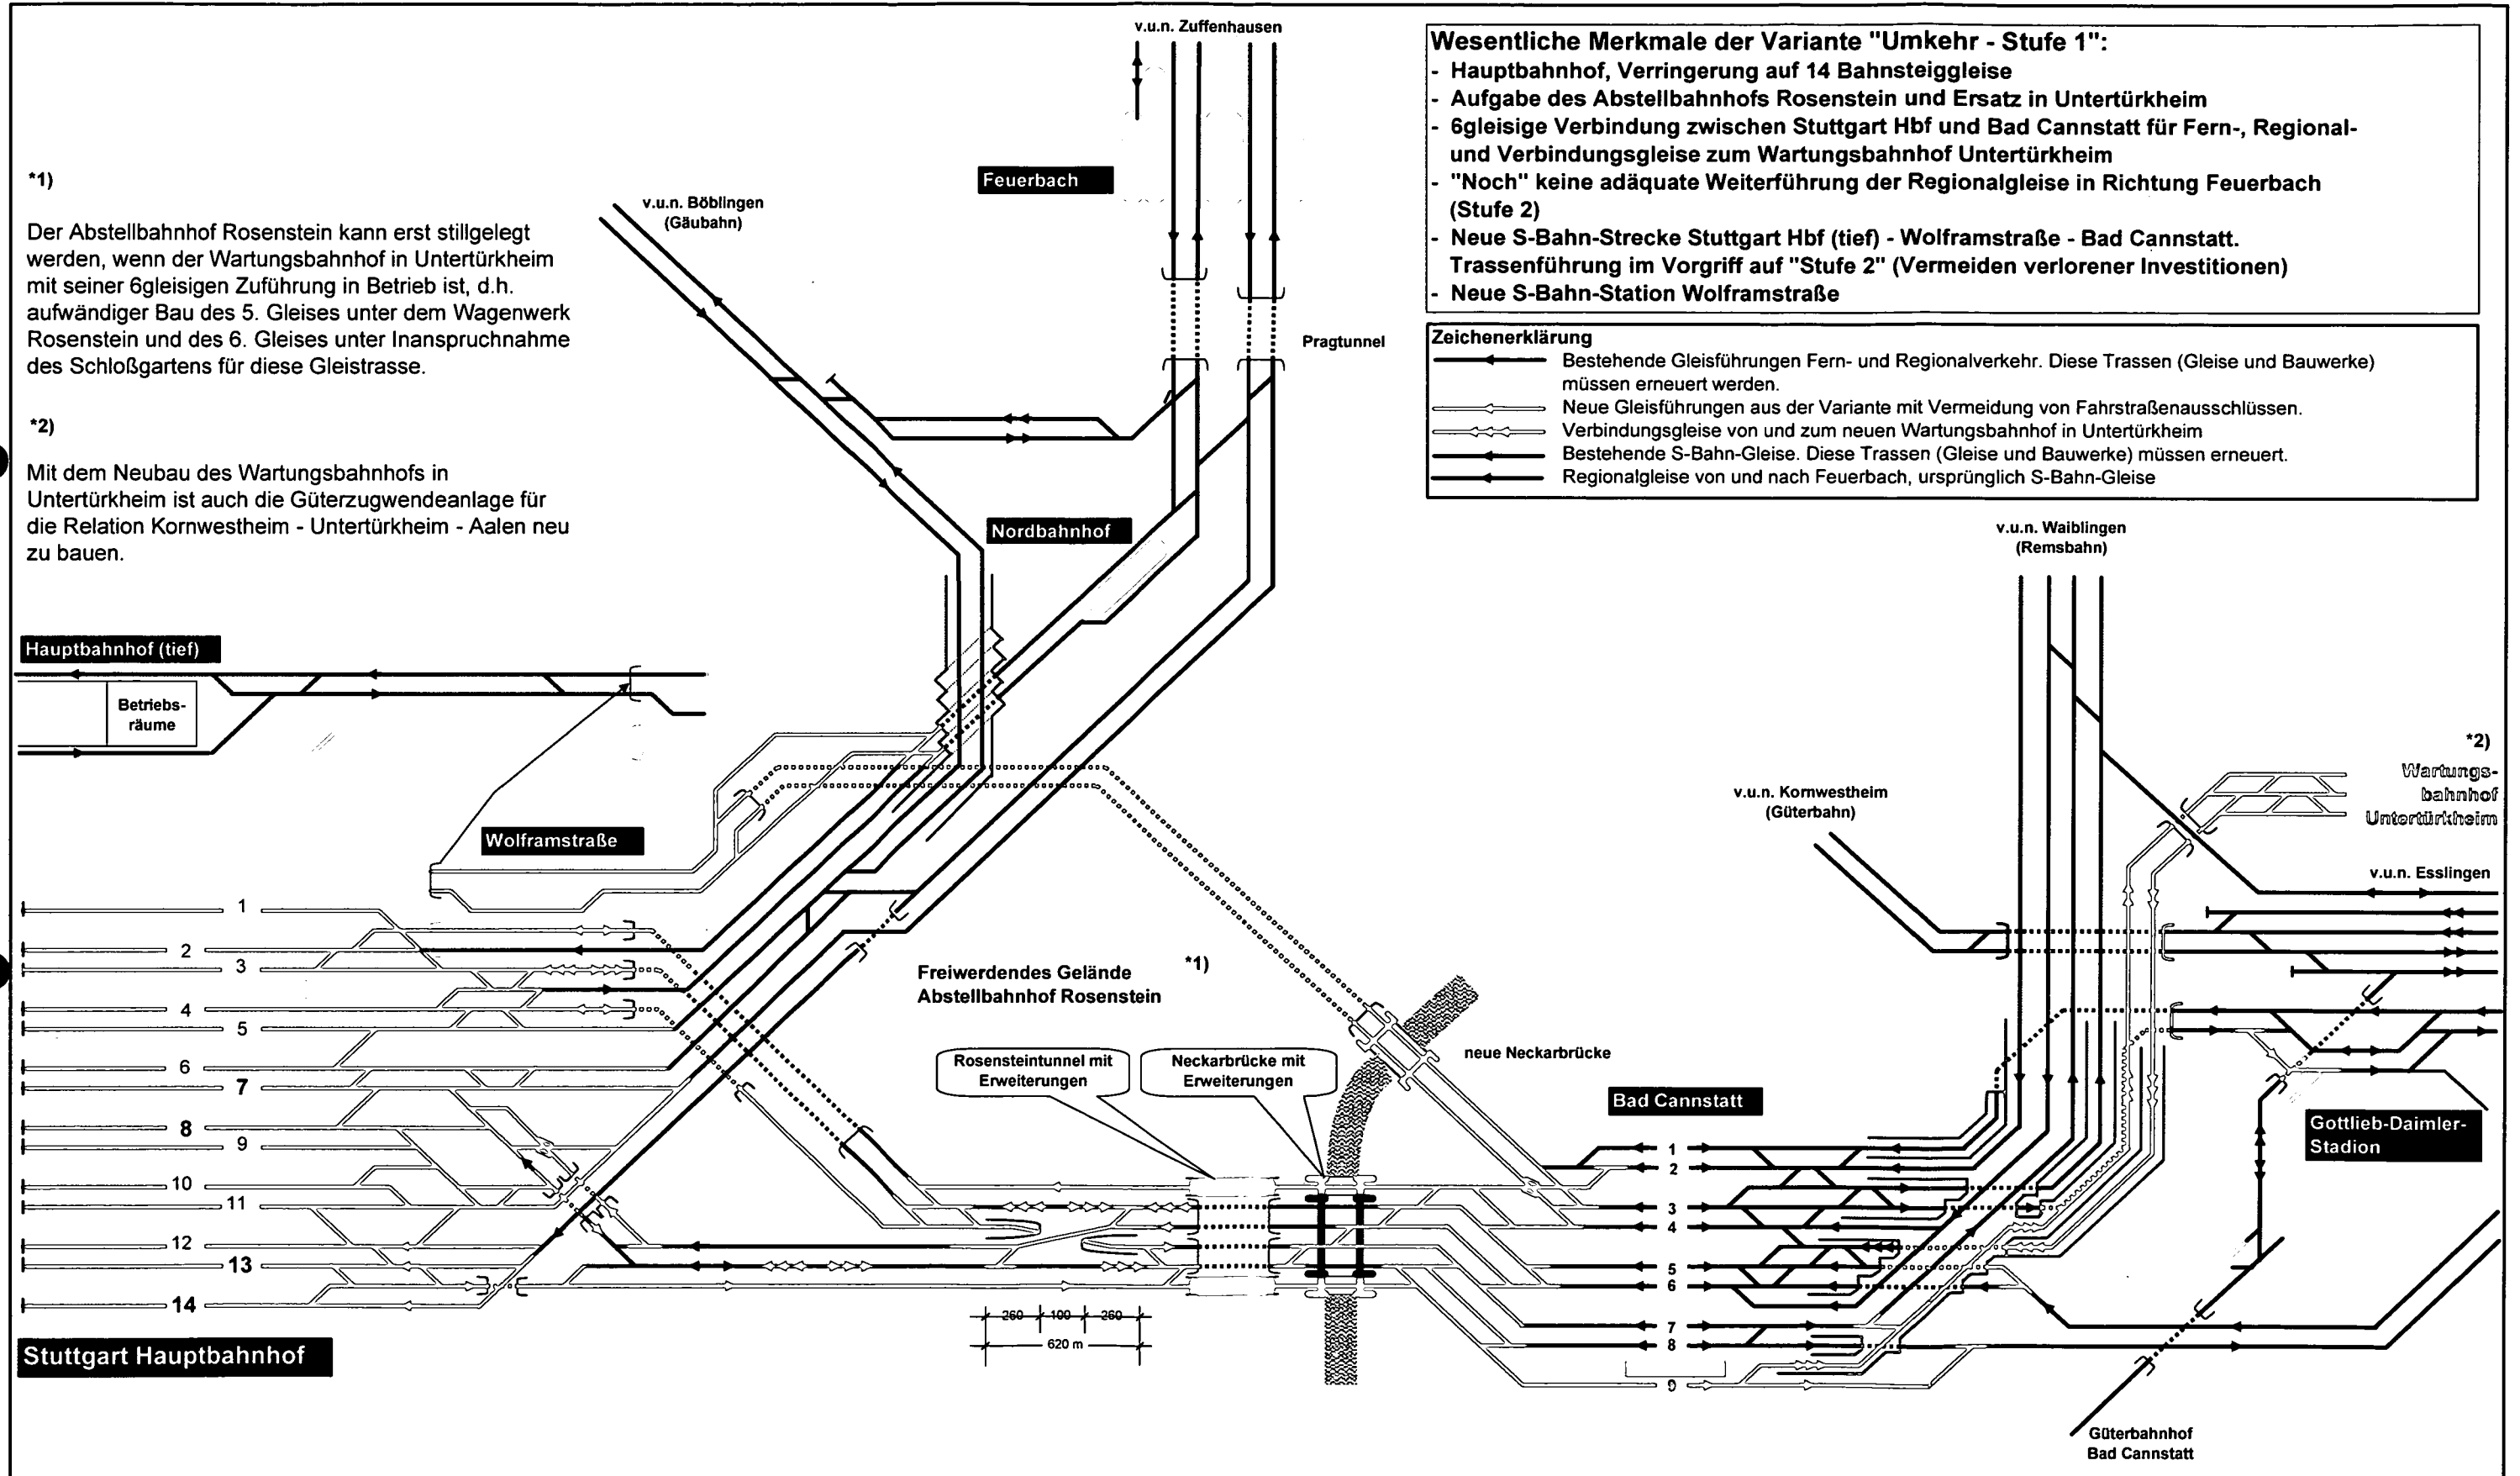 v.u.n. Zuffenhausen
Wesentliche Merkmale der Variante "Umkehr - Stufe 1":
- Hauptbahnhof, Verringerung auf 14 Bahnsteiggleise
- Aufgabe des Abstellbahnhofs Rosenstein und Ersatz in Untertürkheim
- 6gleisige Verbindung zwischen Stuttgart Hbf und Bad Cannstatt für Fern-, Regional-
und Verbindungsgleise zum Wartungsbahnhof Untertürkheim
- "Noch" keine adäquate Weiterführung der Regionalgleise in Richtung Feuerbach
(Stufe 2)
- Neue S-Bahn-Strecke Stuttgart Hbf (tief) - Wolframstraße - Bad Cannstatt.
Trassenführung im Vorgriff auf "Stufe 2" (Vermeiden verlorener Investitionen)
- Neue S-Bahn-Station Wolframstraße
Zeichenerklärung
Bestehende Gleisführungen Fern- und Regionalverkehr. Diese Trassen (Gleise und Bauwerke)
müssen erneuert werden.
Neue Gleisführungen aus der Variante mit Vermeidung von Fahrstraßenausschlüssen.
Verbindungsgleise von und zum neuen Wartungsbahnhof in Untertürkheim
Bestehende S-Bahn-Gleise. Diese Trassen (Gleise und Bauwerke) müssen erneuert.
Regionalgleise von und nach Feuerbach, ursprünglich S-Bahn-Gleise
*1)
Der Abstellbahnhof Rosenstein kann erst stillgelegt
werden, wenn der Wartungsbahnhof in Untertürkheim
mit seiner 6gleisigen Zuführung in Betrieb ist, d.h.
aufwändiger Bau des 5. Gleises unter dem Wagenwerk
Rosenstein und des 6. Gleises unter Inanspruchnahme
des Schloßgartens für diese Gleistrasse.
*2)
Mit dem Neubau des Wartungsbahnhofs in
Untertürkheim ist auch die Güterzugwendeanlage für
die Relation Kornwestheim - Untertürkheim - Aalen neu
zu bauen.
Feuerbach
v.u.n. Böblingen
(Gäubahn)
Pragtunnel
Nordbahnhof
v.u.n. Waiblingen
(Remsbahn)
Hauptbahnhof (tief)
Betriebs-
räume
*2)
Wartungs-
bahnhof
Untertürkheim
v.u.n. Kornwestheim
(Güterbahn)
Wolframstraße
v.u.n. Esslingen
1
2
3
4
5
6
7
8
9
10
11
12
13
14
Stuttgart Hauptbahnhof
Freiwerdendes Gelände
Abstellbahnhof Rosenstein
*1)
Rosensteintunnel mit
Erweiterungen
Neckarbrücke mit
Erweiterungen
neue Neckarbrücke
260
100
260
620 m
Bad Cannstatt
1
2
3
4
5
6
7
8
9
Gottlieb-Daimler-
Stadion
Güterbahnhof
Bad Cannstatt